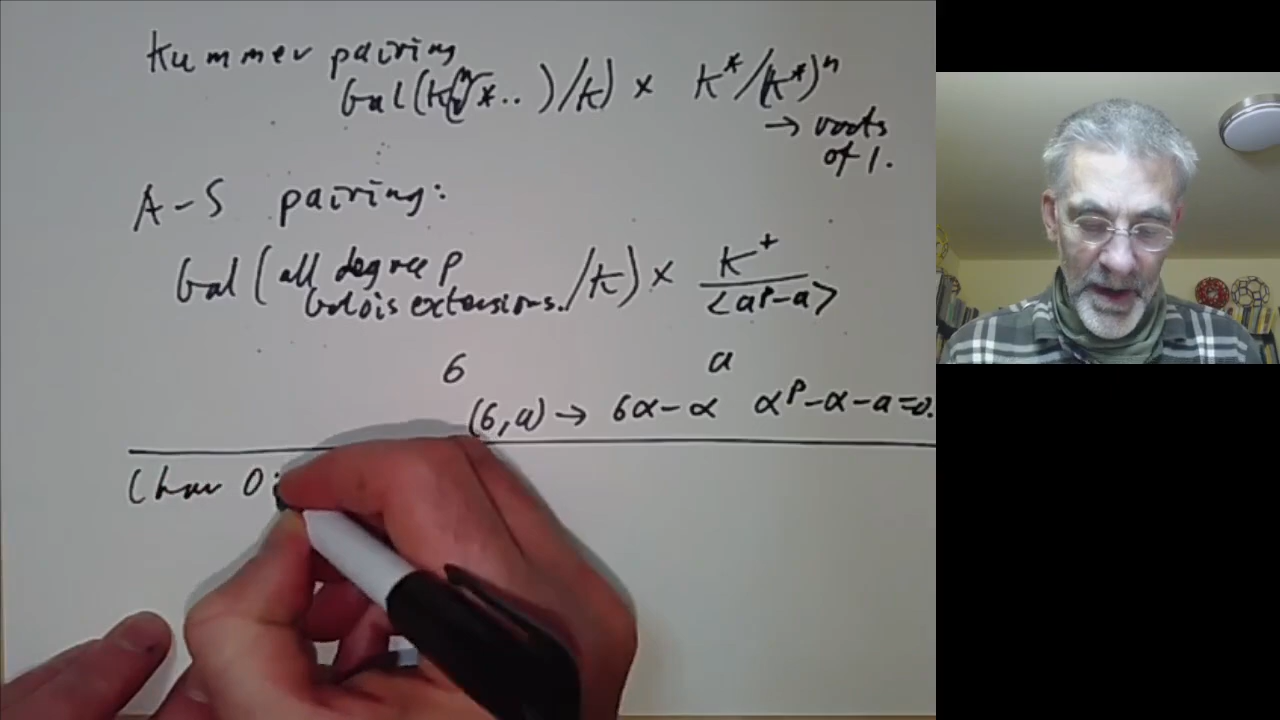 Kummer pairing
Gal(K(ⁿ√*..)/K) × K*/(K*)ⁿ
→ roots
of 1.
A-S pairing:
Gal(all degree p
Galois extensions./K) × K⁺/<aᵖ-a>
σ a
(σ,a) → σα-α αᵖ-α-a=0.
Char 0: